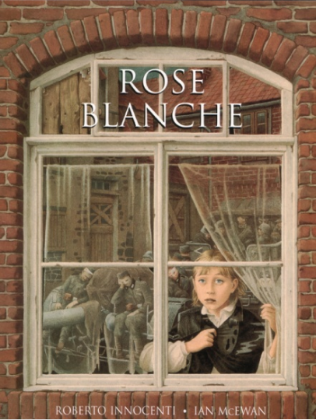 ROSE
BLANCHE
ROBERTO INNOCENTI • IAN McEWAN